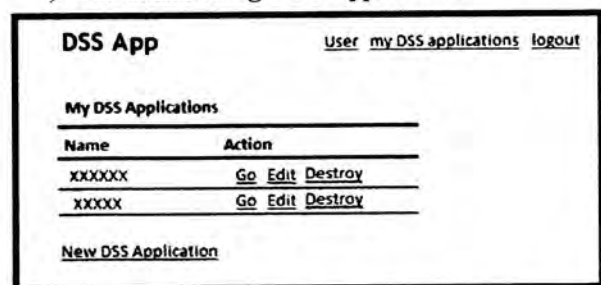 DSS App User my DSS applications logout
My DSS Applications
Name Action
xxxxxx Go Edit Destroy
xxxxx Go Edit Destroy
New DSS Application